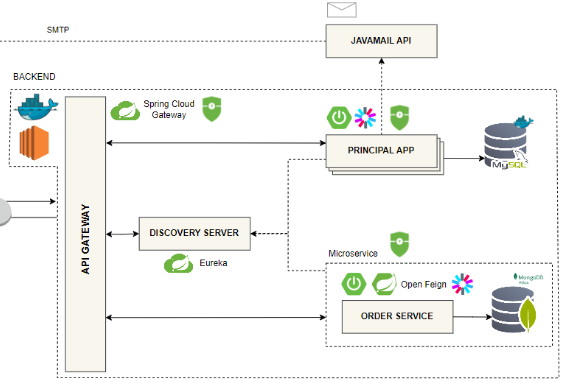 SMTP
JAVAMAIL API
BACKEND
Spring Cloud
Gateway
PRINCIPAL APP
MySQL
API GATEWAY
DISCOVERY SERVER
Eureka
Microservice
Open Feign
MongoDB
ORDER SERVICE